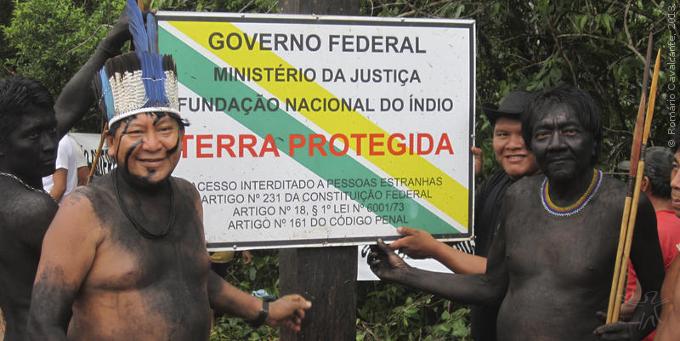 GOVERNO FEDERAL
MINISTÉRIO DA JUSTIÇA
FUNDAÇÃO NACIONAL DO ÍNDIO
TERRA PROTEGIDA
ACESSO INTERDITADO A PESSOAS ESTRANHAS
ARTIGO Nº 231 DA CONSTITUIÇÃO FEDERAL
ARTIGO Nº 18, § 1º LEI Nº 6001/73
ARTIGO Nº 161 DO CÓDIGO PENAL
© Romário Cavalcante, 2013